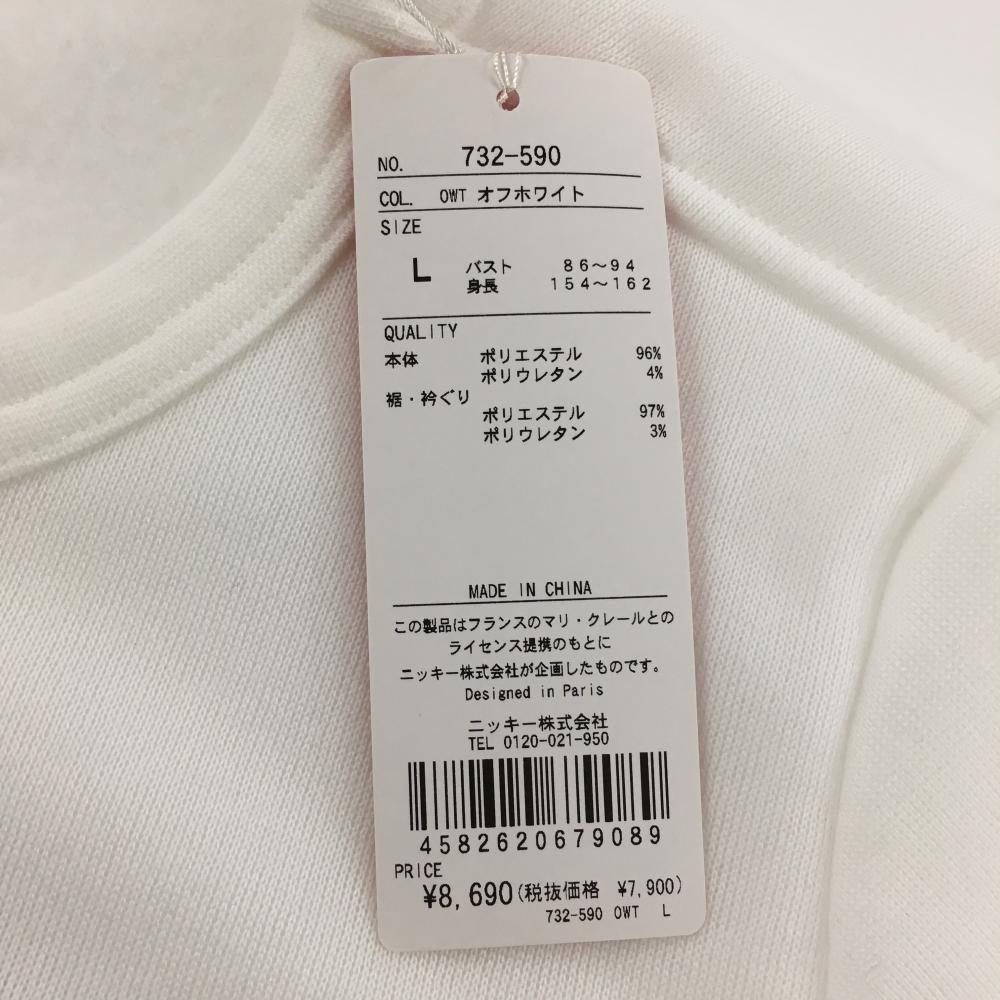 NO. 732-590
COL. OWT オフホワイト
SIZE
L バスト 86～94
身長 154～162
QUALITY
本体 ポリエステル 96%
ポリウレタン 4%
裾・衿ぐり
ポリエステル 97%
ポリウレタン 3%
MADE IN CHINA
この製品はフランスのマリ・クレールとの
ライセンス提携のもとに
ニッキー株式会社が企画したものです。
Designed in Paris
ニッキー株式会社
TEL 0120-021-950
4582620679089
PRICE
¥8,690(税抜価格 ¥7,900)
732-590 OWT L